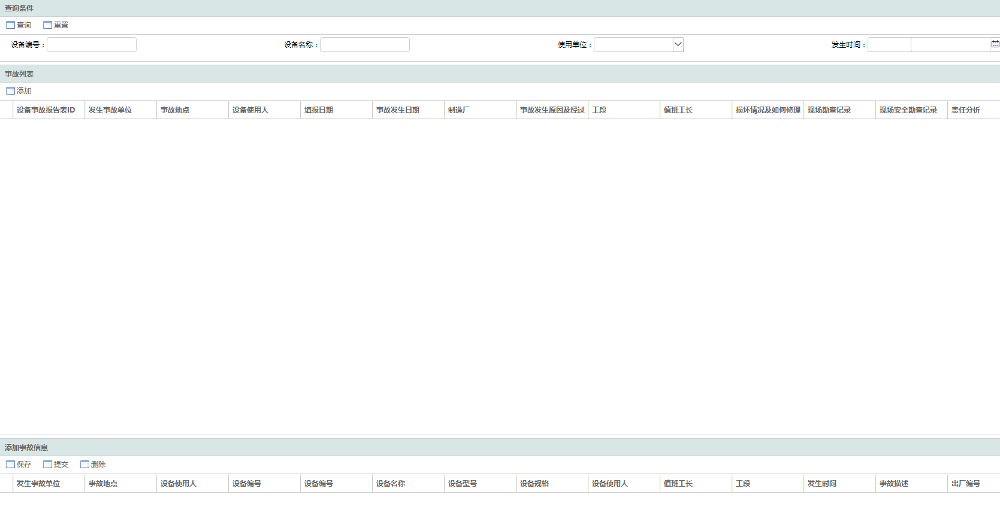 查询条件
查询 重置
设备编号： 设备名称： 使用单位： 发生时间：
事故列表
添加
设备事故报告表ID 发生事故单位 事故地点 设备使用人 填报日期 事故发生日期 制造厂 事故发生原因及经过 工段 值班工长 损坏情况及如何修理 现场勘查记录 现场安全勘查记录 责任分析
添加事故信息
保存 提交 删除
发生事故单位 事故地点 设备使用人 设备编号 设备编号 设备名称 设备型号 设备规格 设备使用人 值班工长 工段 发生时间 事故描述 出厂编号